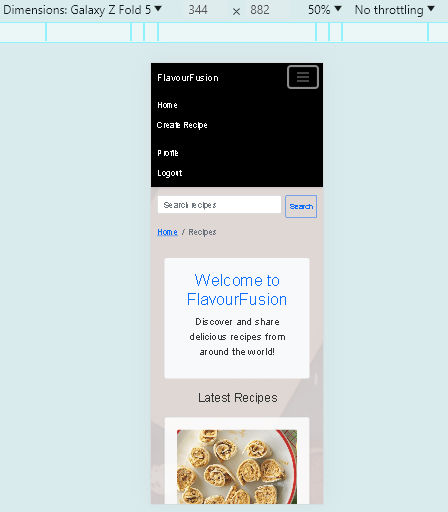 Dimensions: Galaxy Z Fold 5 ▼ 344 × 882 50% ▼ No throttling ▼
FlavourFusion
Home
Create Recipe
Profile
Logout
Search recipes Search
Home / Recipes
Welcome to
FlavourFusion
Discover and share
delicious recipes from
around the world!
Latest Recipes